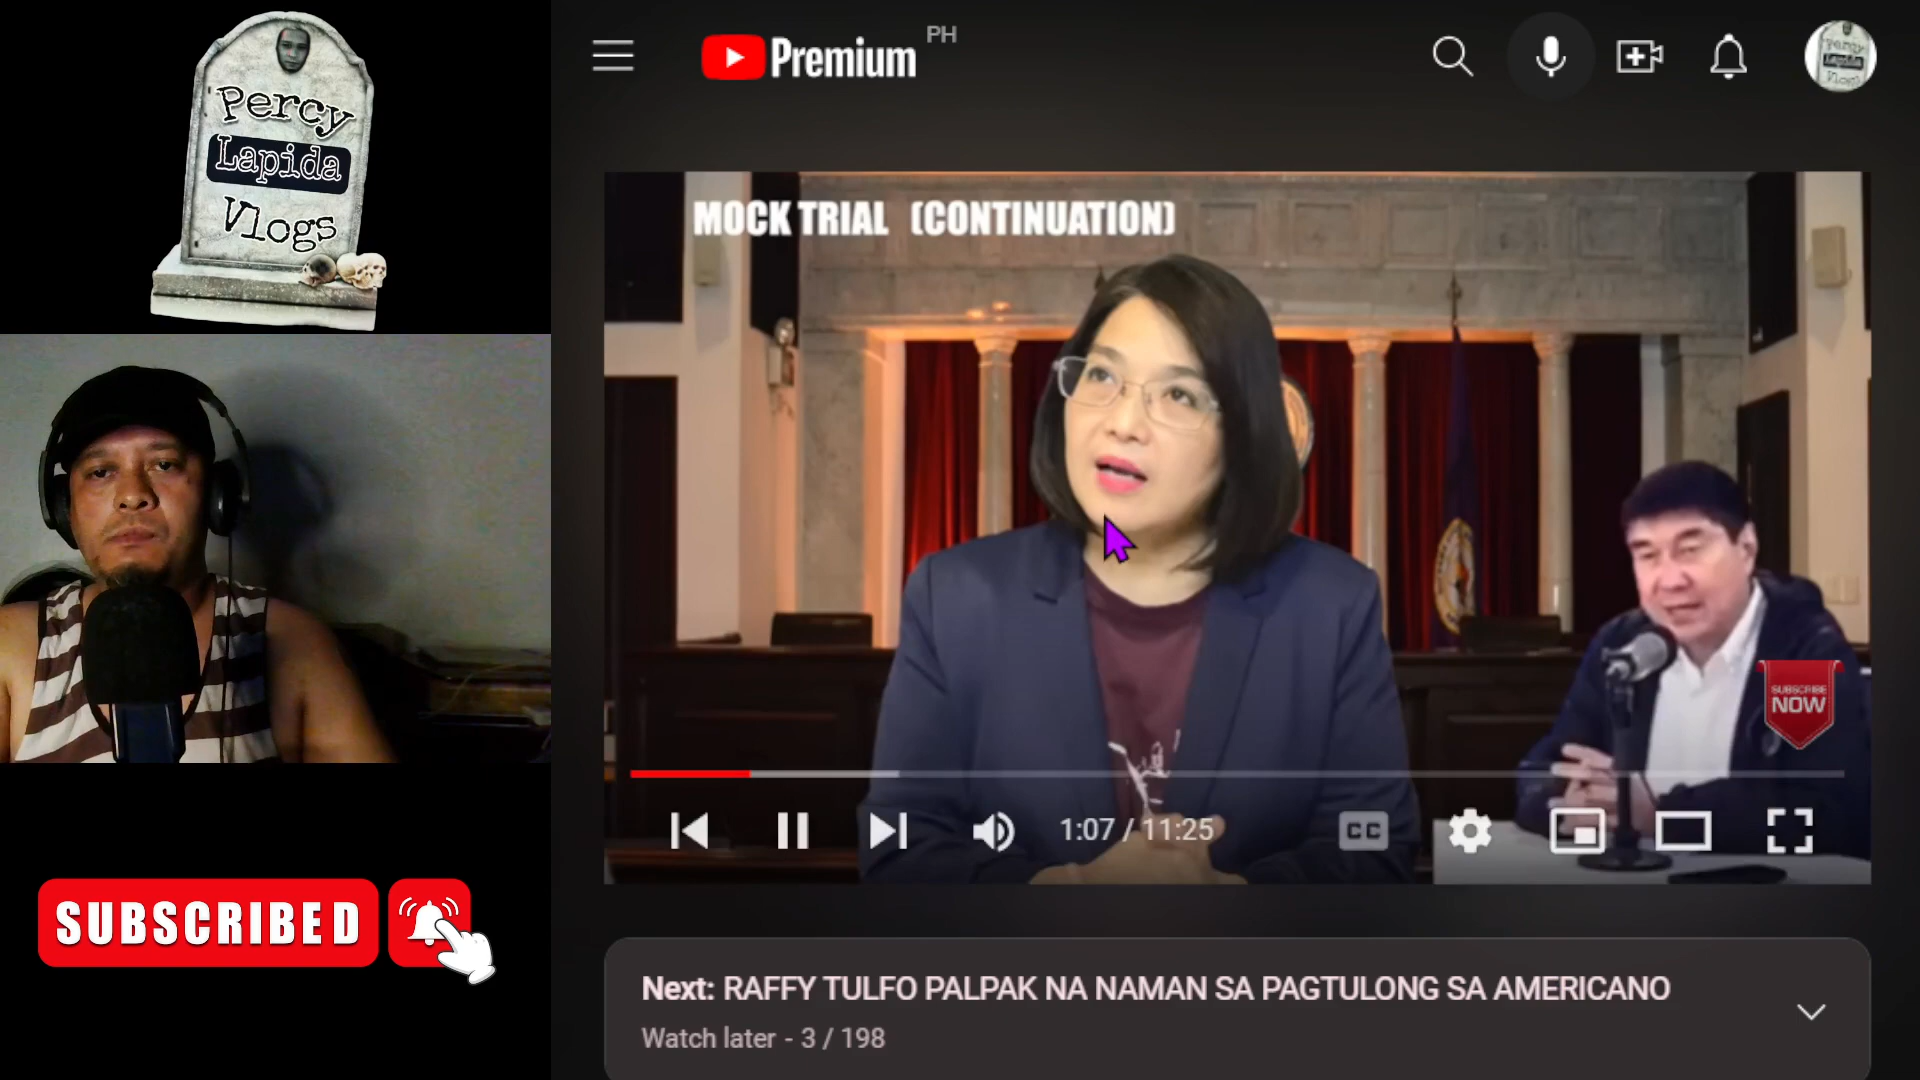 Percy
Lapida
Vlogs
SUBSCRIBED
Premium
PH
MOCK TRIAL (CONTINUATION)
SUBSCRIBE
NOW
1:07 / 11:25
CC
Next: RAFFY TULFO PALPAK NA NAMAN SA PAGTULONG SA AMERICANO
Watch later - 3 / 198